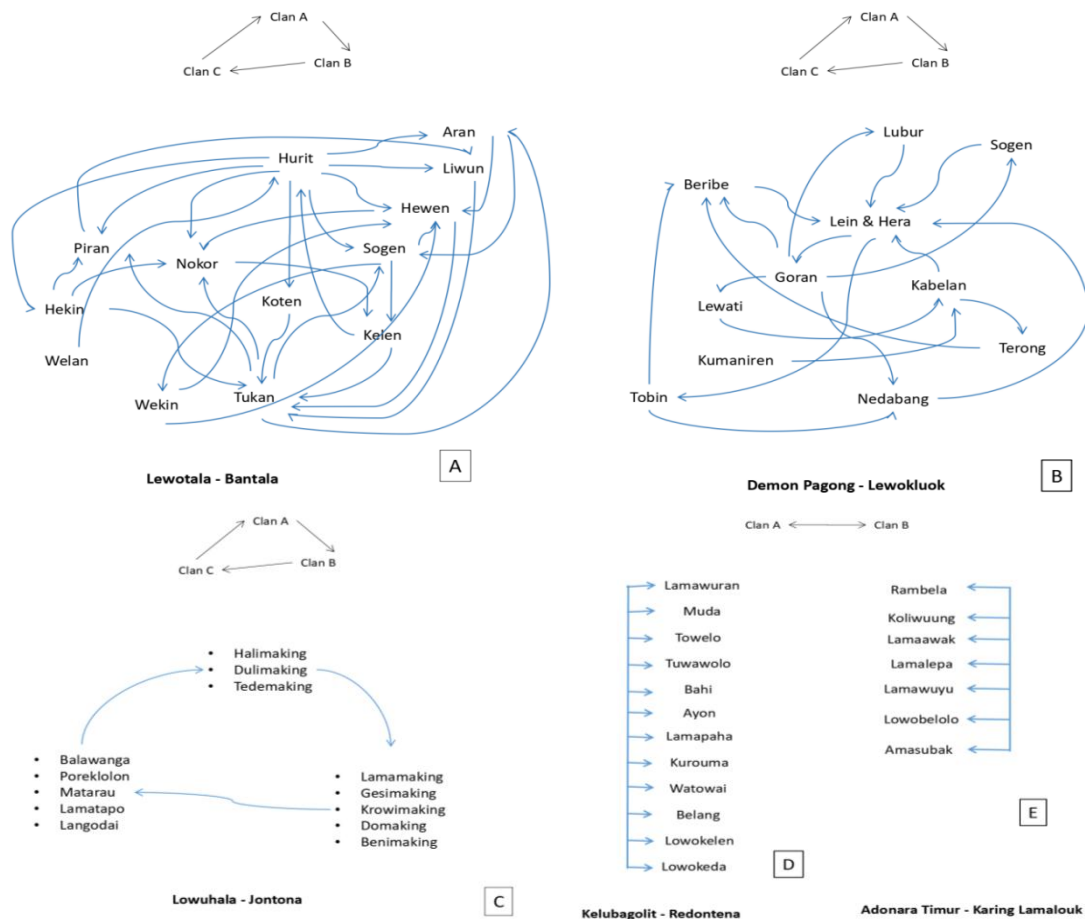 Clan A
Clan C
Clan B
Aran
Hurit
Liwun
Hewen
Piran
Sogen
Nokor
Hekin
Koten
Kelen
Welan
Wekin
Tukan
A
Lewotala - Bantala
Clan A
Clan C
Clan B
Lubur
Sogen
Beribe
Lein & Hera
Goran
Kabelan
Lewati
Kumaniren
Terong
Tobin
Nedabang
B
Demon Pagong - Lewokluok
Clan A
Clan C
Clan B
• Halimaking
• Dulimaking
• Tedemaking
• Balawanga
• Poreklolon
• Matarau
• Lamatapo
• Langodai
• Lamamaking
• Gesimaking
• Krowimaking
• Domaking
• Benimaking
Lowuhala - Jontona
C
Clan A
Clan B
Lamawuran
Muda
Towelo
Tuwawolo
Bahi
Ayon
Lamapaha
Kurouma
Watowai
Belang
Lowokelen
Lowokeda
D
Kelubagolit - Redontena
Rambela
Koliwuung
Lamaawak
Lamalepa
Lamawuyu
Lowobelolo
Amasubak
E
Adonara Timur - Karing Lamalouk